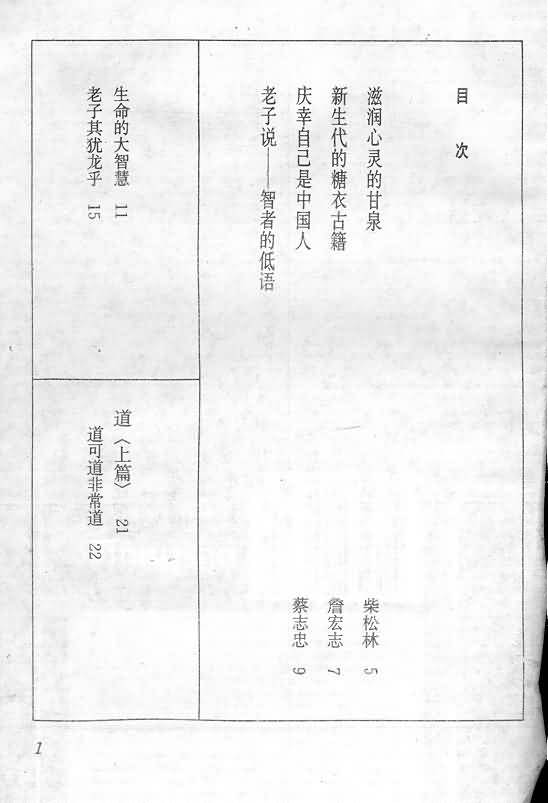 目 次
滋润心灵的甘泉 柴松林 5
新生代的糖衣古籍 詹宏志 7
庆幸自己是中国人 蔡志忠 9
老子说——智者的低语
生命的大智慧 11
老子其犹龙乎 15
道〈上篇〉 21
道可道非常道 22
1